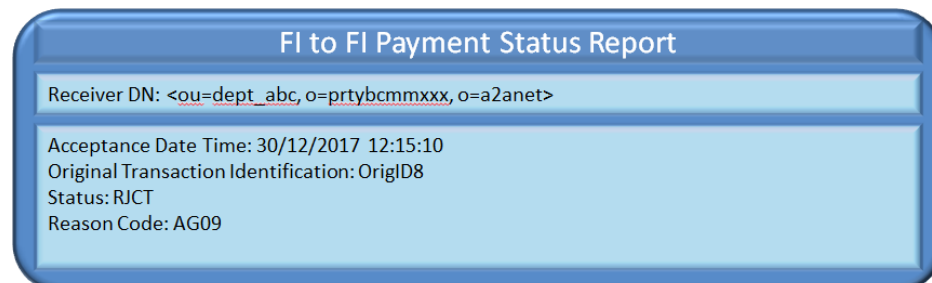 FI to FI Payment Status Report
Receiver DN: <ou=dept_abc, o=prtybcmmxxx, o=a2anet>
Acceptance Date Time: 30/12/2017 12:15:10
Original Transaction Identification: OrigID8
Status: RJCT
Reason Code: AG09